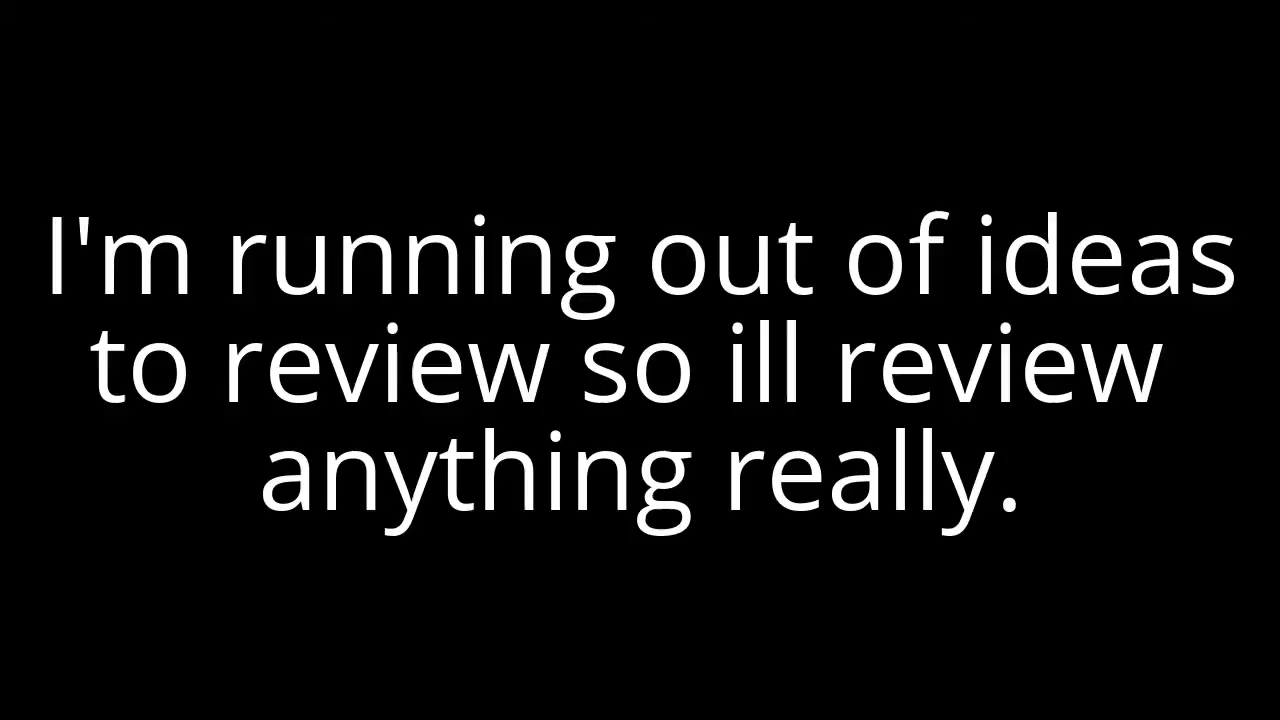 I'm running out of ideas
to review so ill review
anything really.